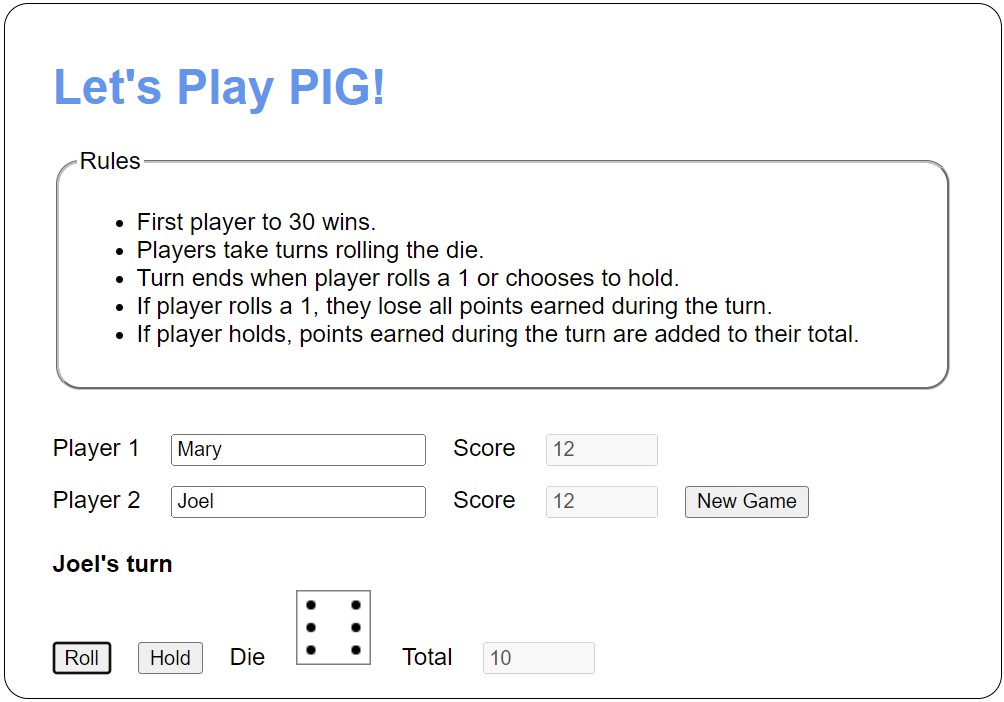 Let's Play PIG!
Rules
First player to 30 wins.
Players take turns rolling the die.
Turn ends when player rolls a 1 or chooses to hold.
If player rolls a 1, they lose all points earned during the turn.
If player holds, points earned during the turn are added to their total.
Player 1 Mary Score 12
Player 2 Joel Score 12 New Game
Joel's turn
Roll Hold Die Total 10